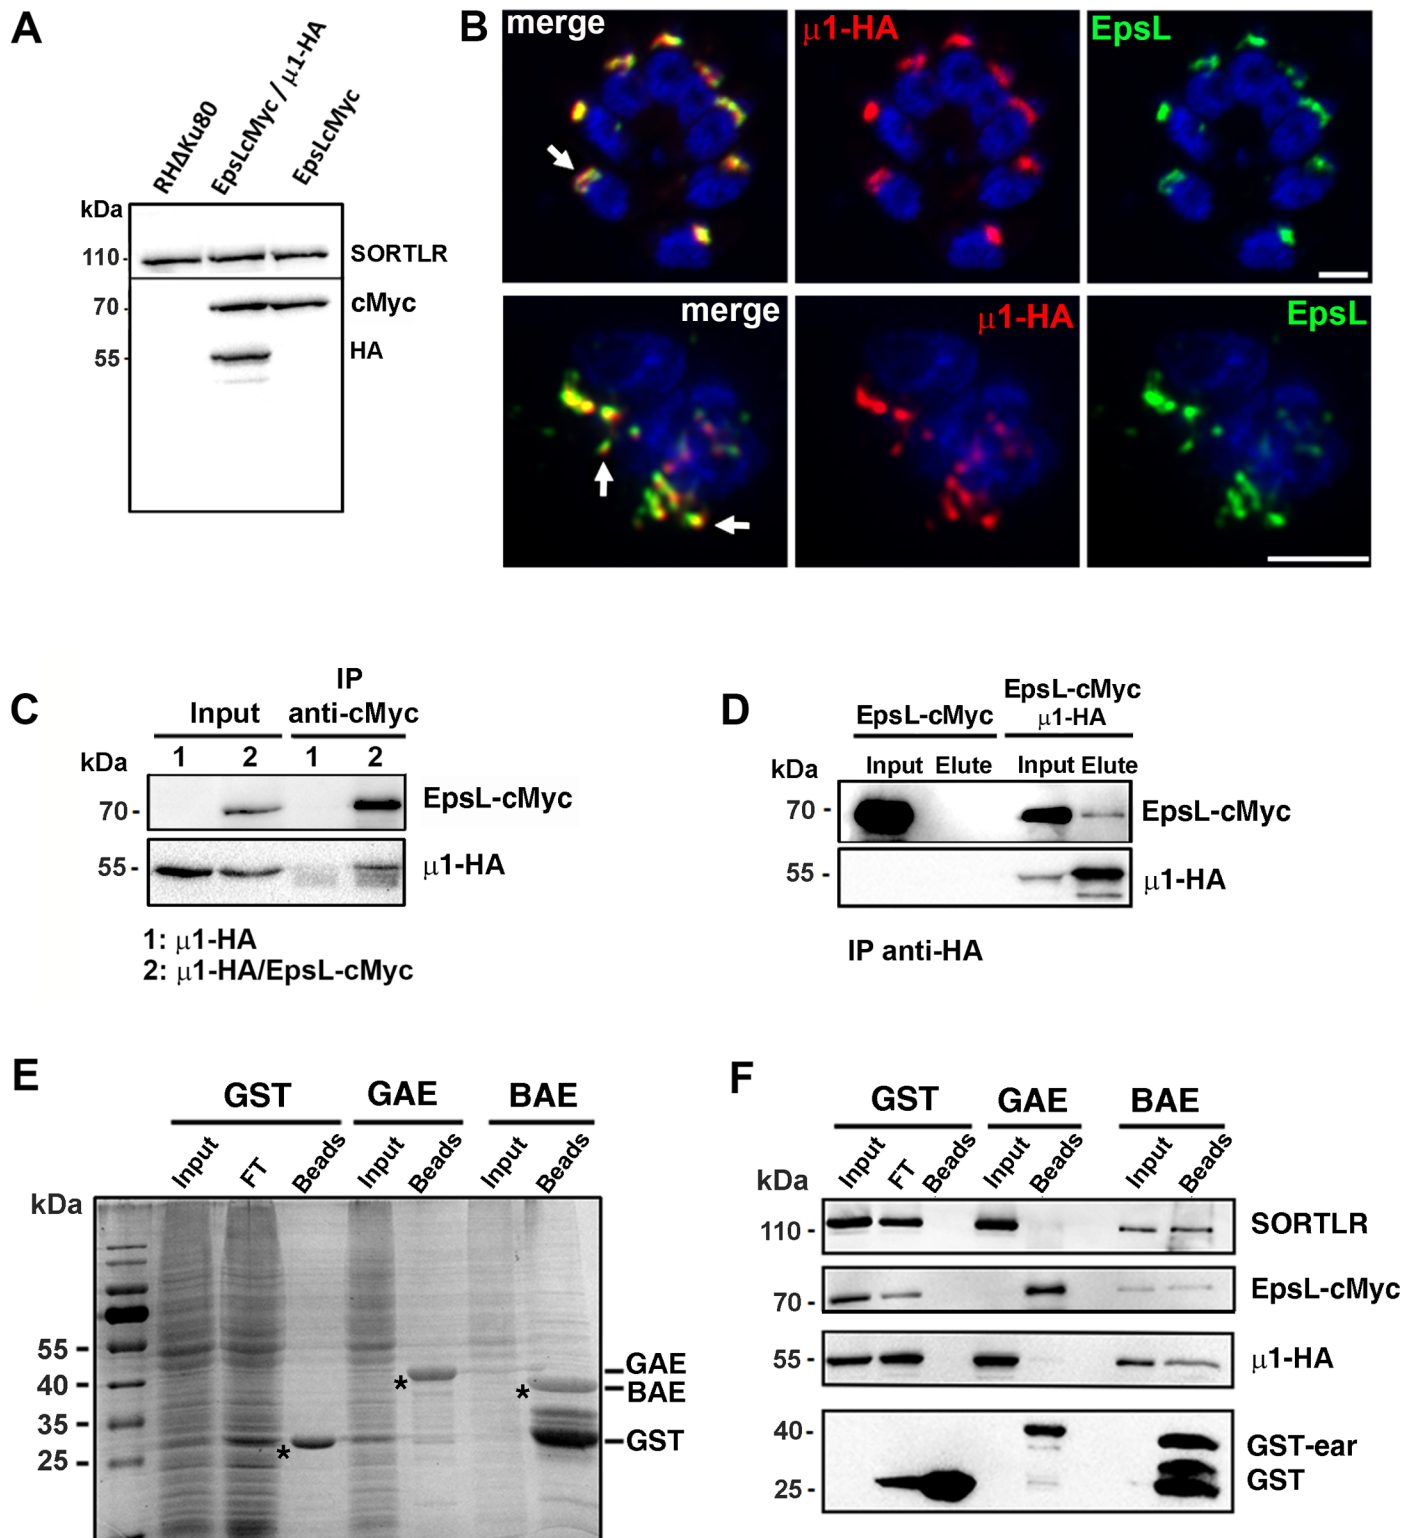 A
RHΔKu80
EpsLcMyc / µ1-HA
EpsLcMyc
kDa
110
SORTLR
70
cMyc
55
HA
B
merge
µ1-HA
EpsL
merge
µ1-HA
EpsL
C
Input
IP
anti-cMyc
kDa
1 2 1 2
70
EpsL-cMyc
55
µ1-HA
1: µ1-HA
2: µ1-HA/EpsL-cMyc
D
EpsL-cMyc
EpsL-cMyc
µ1-HA
kDa
Input Elute Input Elute
70
EpsL-cMyc
55
µ1-HA
IP anti-HA
E
GST GAE BAE
Input FT Beads Input Beads Input Beads
kDa
55
40
35
25
* * *
GAE
BAE
GST
F
GST GAE BAE
Input FT Beads Input Beads Input Beads
kDa
110
SORTLR
70
EpsL-cMyc
55
µ1-HA
40
GST-ear
25
GST